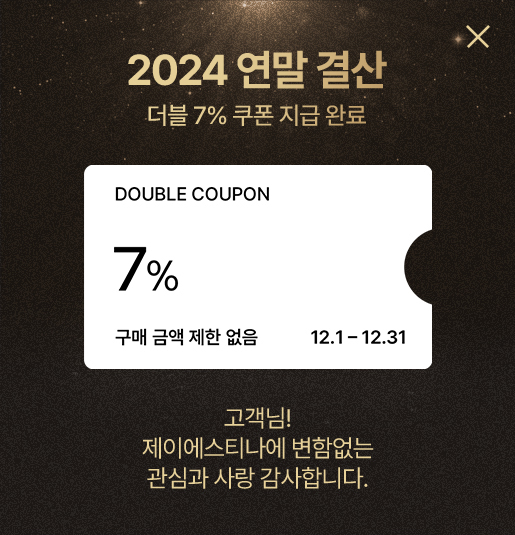 2024 연말 결산
더블 7% 쿠폰 지급 완료
DOUBLE COUPON
7%
구매 금액 제한 없음 12.1 – 12.31
고객님!
제이에스티나에 변함없는
관심과 사랑 감사합니다.